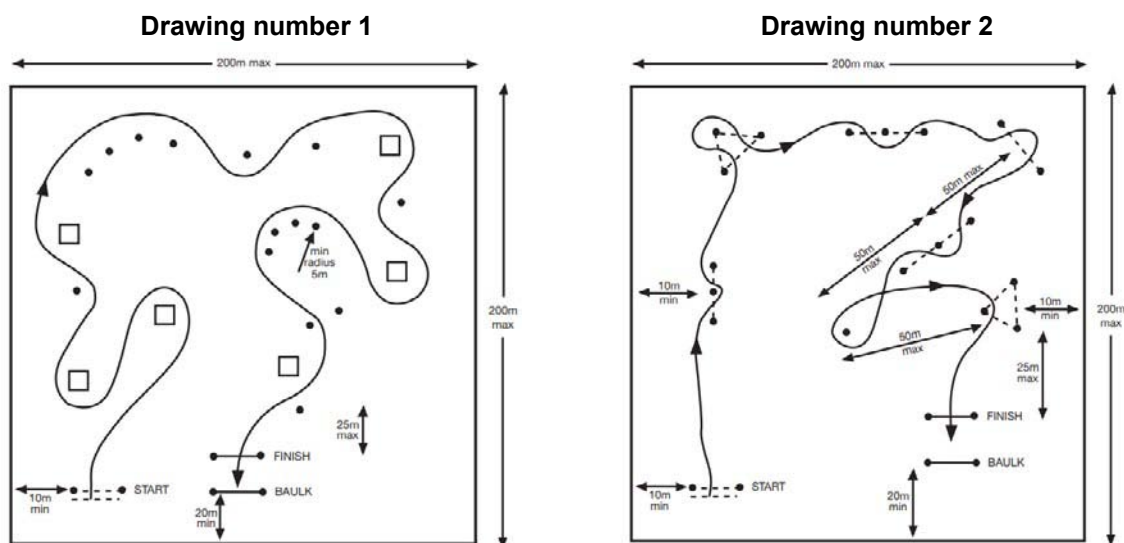 Drawing number 1
200m max
min
radius
5m
200m
max
25m
max
FINISH
START
BAULK
10m
min
20m
min
Drawing number 2
200m max
50m max
50m
max
10m
min
10m
min
50m
max
200m
max
25m
max
FINISH
BAULK
START
10m
min
20m
min